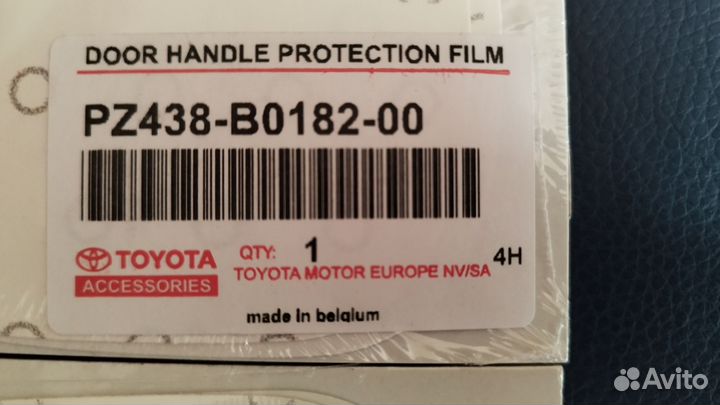 DOOR HANDLE PROTECTION FILM
PZ438-B0182-00
TOYOTA
ACCESSORIES
QTY: 1
TOYOTA MOTOR EUROPE NV/SA
4H
made in belgium
Avito